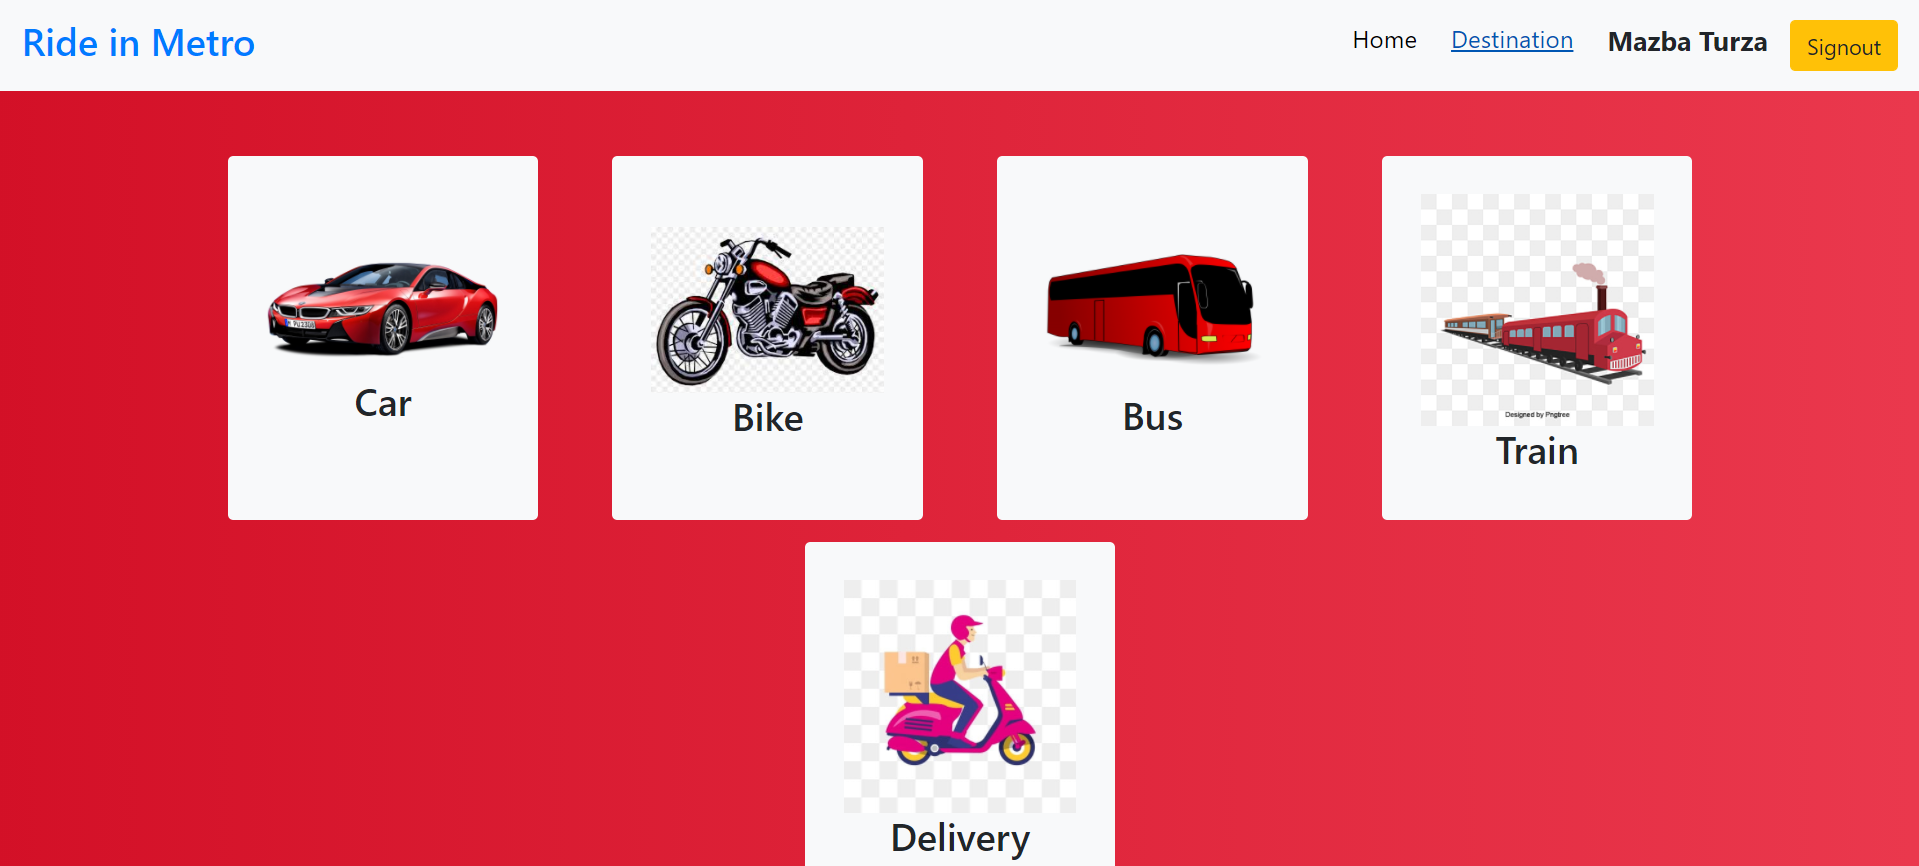 Ride in Metro
Home Destination Mazba Turza Signout
Car
Bike
Bus
Designed by Pngtree
Train
Delivery